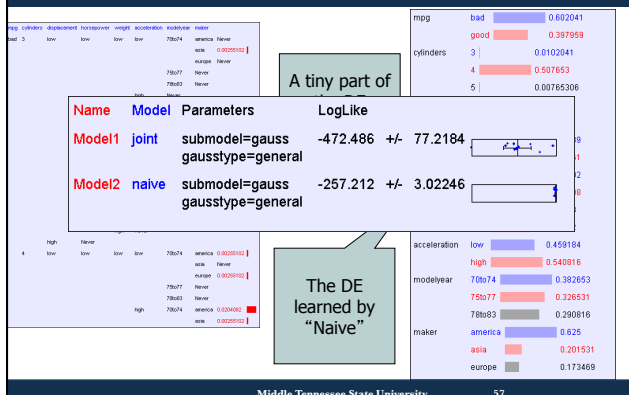 mpg cylinders displacement horsepower weight acceleration modelyear maker
bad 3 low low low low 70to74 america Never
asia 0.00255102
europe Never
75to77 Never
78to83 Never
high Never
A tiny part of
mpg bad 0.602041
good 0.397959
cylinders 3 0.0102041
4 0.507653
5 0.00765306
Name Model Parameters LogLike
Model1 joint submodel=gauss -472.486 +/- 77.2184
gausstype=general
Model2 naive submodel=gauss -257.212 +/- 3.02246
gausstype=general
high Never
4 low low low low 70to74 america 0.00255102
asia Never
europe 0.00255102
75to77 Never
78to83 Never
high 70to74 america 0.0204082
asia 0.00255102
The DE
learned by
“Naive”
acceleration low 0.459184
high 0.540816
modelyear 70to74 0.382653
75to77 0.326531
78to83 0.290816
maker america 0.625
asia 0.201531
europe 0.173469
Middle Tennessee State University 57